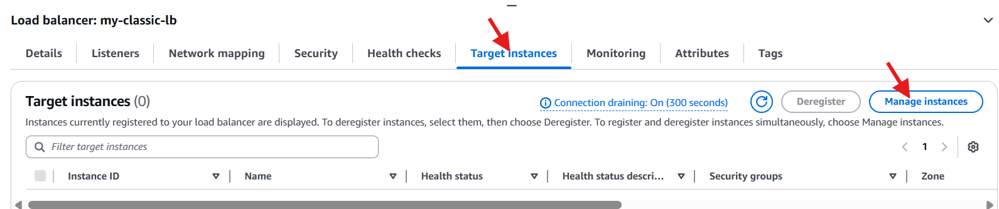 Load balancer: my-classic-lb
Details Listeners Network mapping Security Health checks Target instances Monitoring Attributes Tags
Target instances (0) Connection draining: On (300 seconds) Deregister Manage instances
Instances currently registered to your load balancer are displayed. To deregister instances, select them, then choose Deregister. To register and deregister instances simultaneously, choose Manage instances.
Filter target instances 1
Instance ID Name Health status Health status descri... Security groups Zone